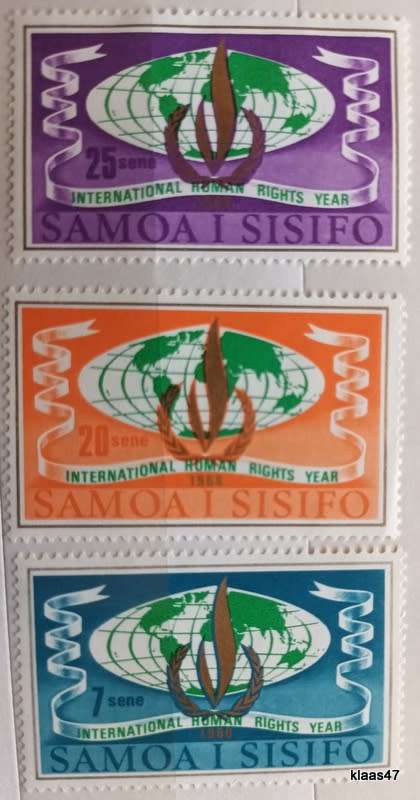 25 sene
INTERNATIONAL HUMAN RIGHTS YEAR
1968
SAMOA I SISIFO
20 sene
INTERNATIONAL HUMAN RIGHTS YEAR
1968
SAMOA I SISIFO
7 sene
INTERNATIONAL HUMAN RIGHTS YEAR
1968
SAMOA I SISIFO
klaas47